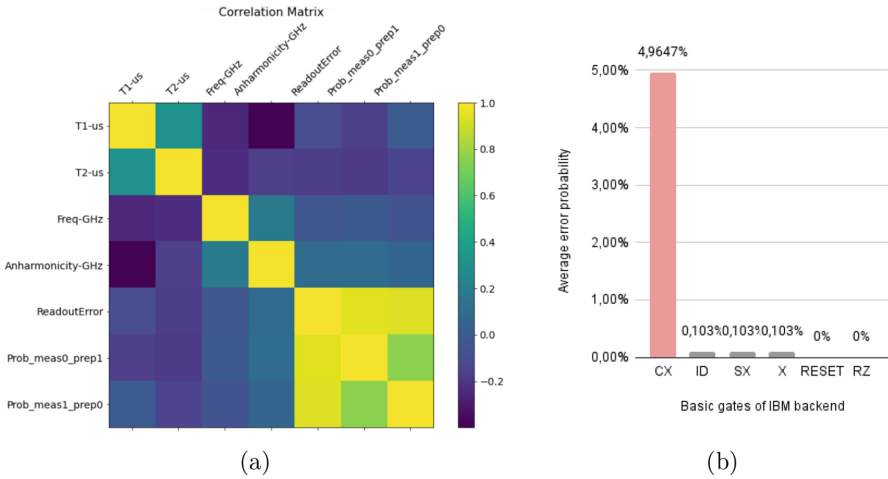 Correlation Matrix
T1-us
T2-us
Freq-GHz
Anharmonicity-GHz
ReadoutError
Prob_meas0_prep1
Prob_meas1_prep0
T1-us
T2-us
Freq-GHz
Anharmonicity-GHz
ReadoutError
Prob_meas0_prep1
Prob_meas1_prep0
1.0
0.8
0.6
0.4
0.2
0.0
−0.2
(a)
Average error probability
5,00%
4,00%
3,00%
2,00%
1,00%
0,00%
4,9647%
0,103% 0,103% 0,103% 0% 0%
CX ID SX X RESET RZ
Basic gates of IBM backend
(b)